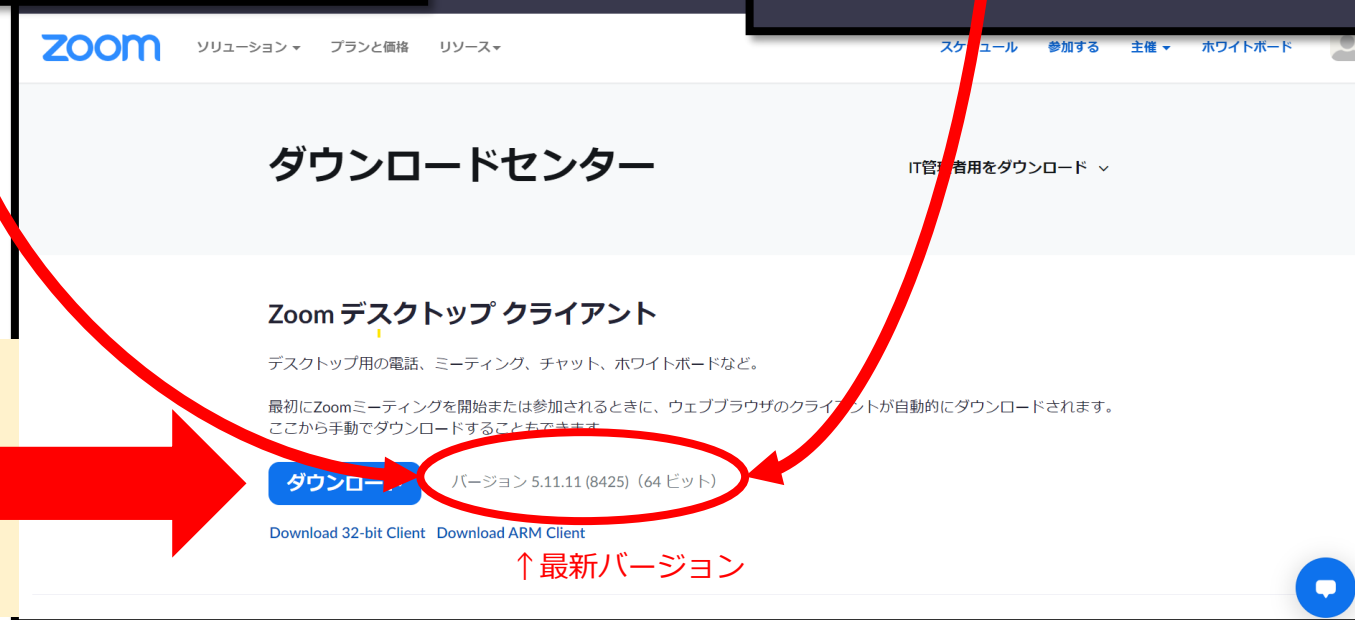 zoom ソリューション プランと価格 リソース スケジュール 参加する 主催 ホワイトボード
ダウンロードセンター
IT管理者用をダウンロード
Zoom デスクトップ クライアント
デスクトップ用の電話、ミーティング、チャット、ホワイトボードなど。
最初にZoomミーティングを開始または参加されるときに、ウェブブラウザのクライアントが自動的にダウンロードされます。
ここから手動でダウンロードすることもできます。
ダウンロード バージョン 5.11.11 (8425)（64 ビット）
Download 32-bit Client Download ARM Client
↑最新バージョン